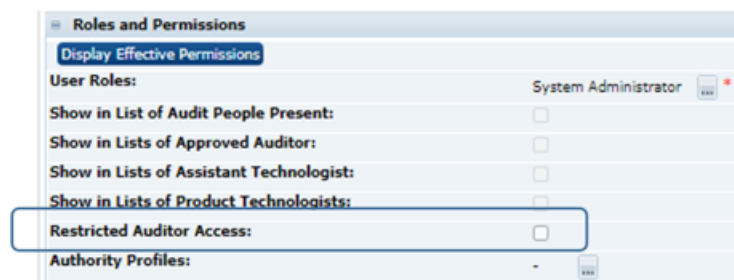 Roles and Permissions
Display Effective Permissions
User Roles: System Administrator ... *
Show in List of Audit People Present:
Show in Lists of Approved Auditor:
Show in Lists of Assistant Technologist:
Show in Lists of Product Technologists:
Restricted Auditor Access:
Authority Profiles: - ...